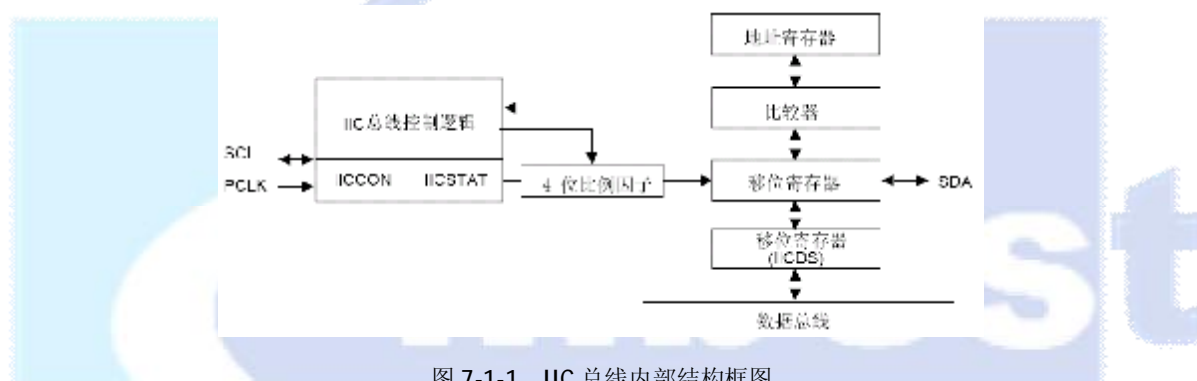 地址寄存器
IIC总线控制逻辑
比较器
SCL
PCLK
IICCON IICSTAT
4 位比例因子
移位寄存器
SDA
移位寄存器
(IICDS)
数据总线
图 7-1-1 IIC 总线内部结构框图